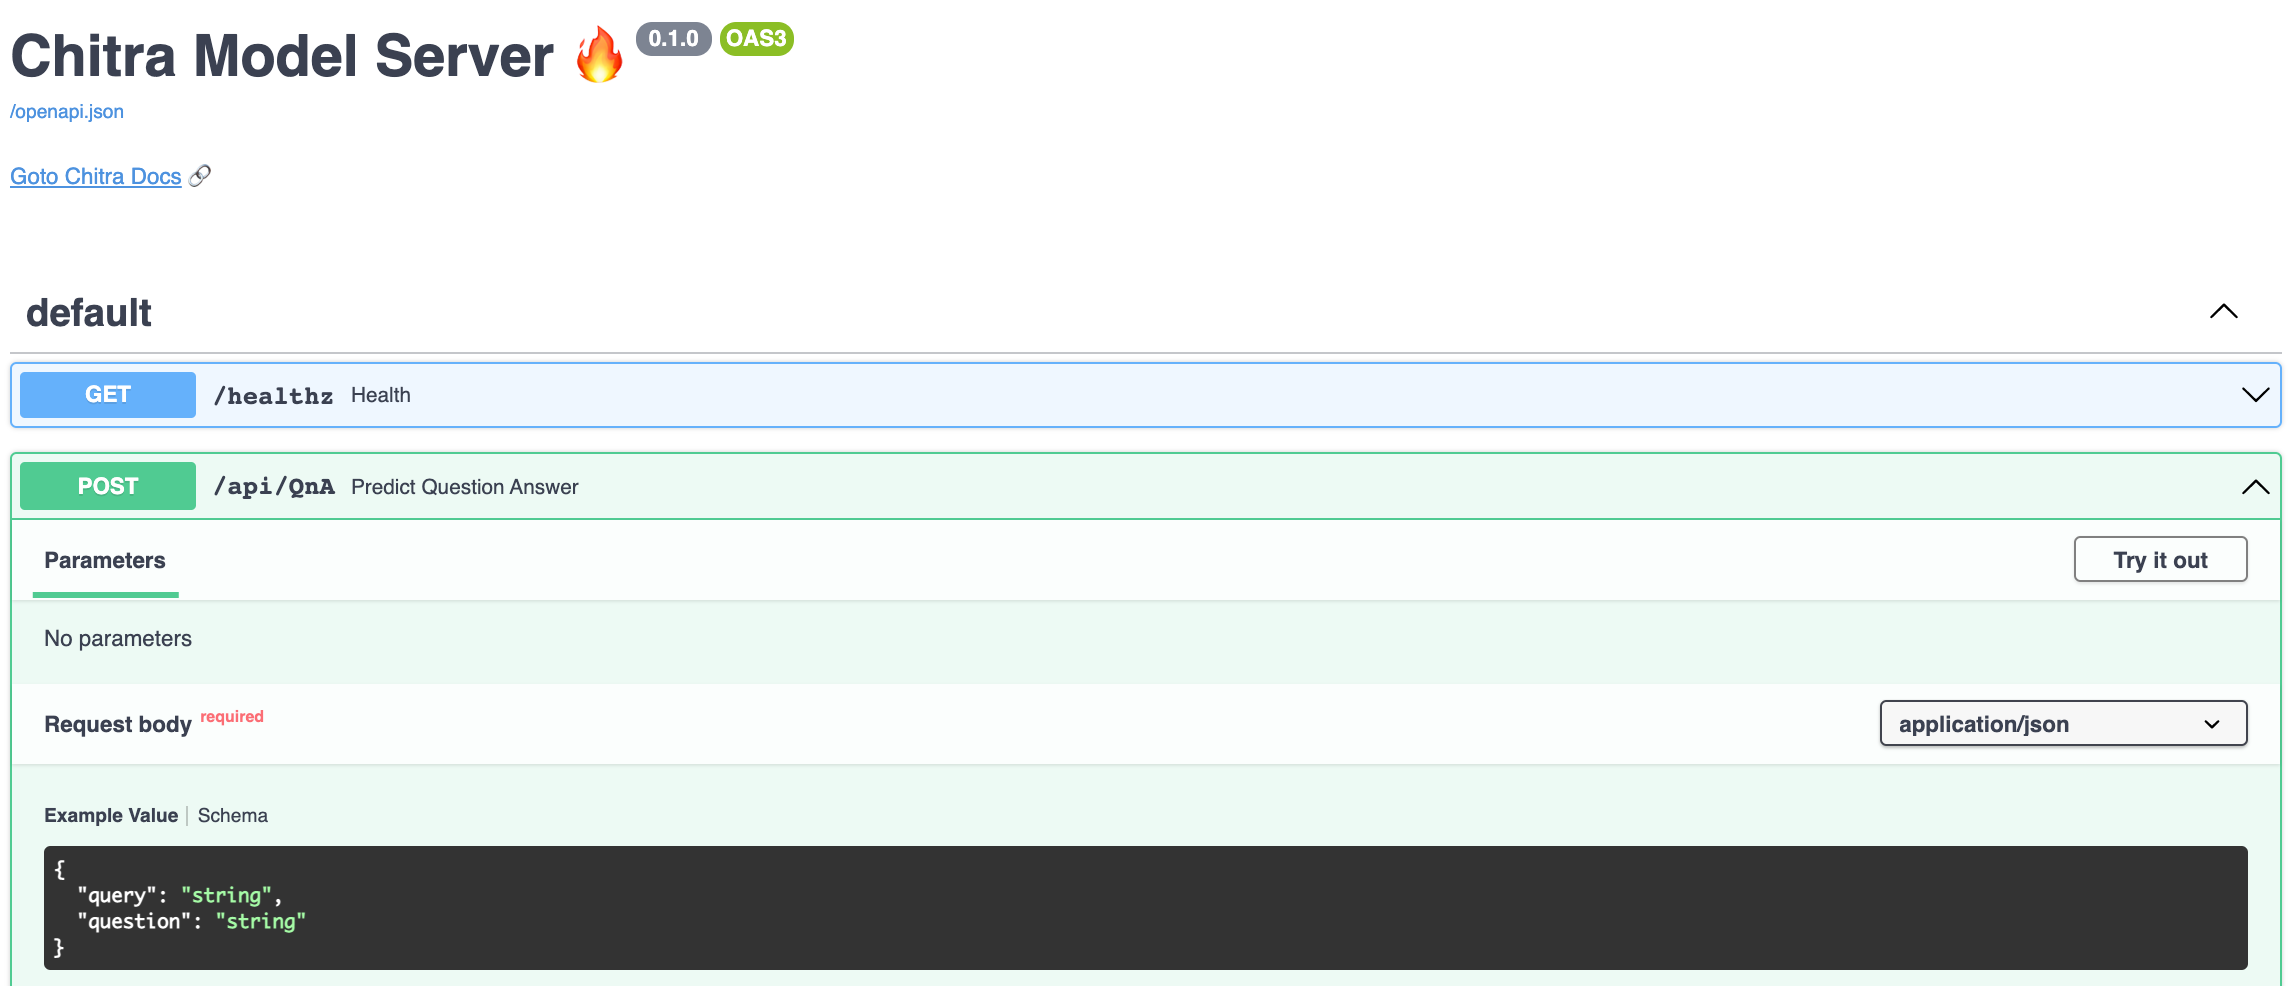 Chitra Model Server 🔥 0.1.0 OAS3
/openapi.json
Goto Chitra Docs 🔗
default
GET /healthz Health
POST /api/QnA Predict Question Answer
Parameters Try it out
No parameters
Request body required application/json
Example Value | Schema
{
  "query": "string",
  "question": "string"
}